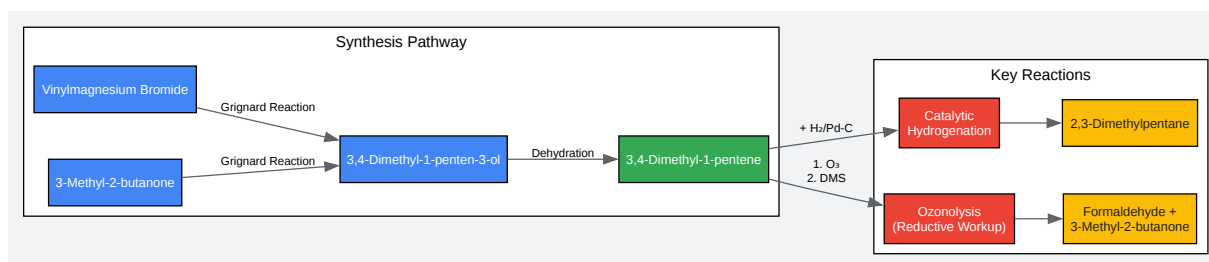 Synthesis Pathway
Vinylmagnesium Bromide
Grignard Reaction
3-Methyl-2-butanone
Grignard Reaction
3,4-Dimethyl-1-penten-3-ol
Dehydration
3,4-Dimethyl-1-pentene
+ H₂/Pd-C
1. O₃
2. DMS
Key Reactions
Catalytic
Hydrogenation
2,3-Dimethylpentane
Ozonolysis
(Reductive Workup)
Formaldehyde +
3-Methyl-2-butanone